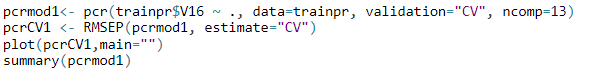 pcrmod1<- pcr(trainpr$V16 ~ ., data=trainpr, validation="CV", ncomp=13)
pcrCV1 <- RMSEP(pcrmod1, estimate="CV")
plot(pcrCV1,main="")
summary(pcrmod1)